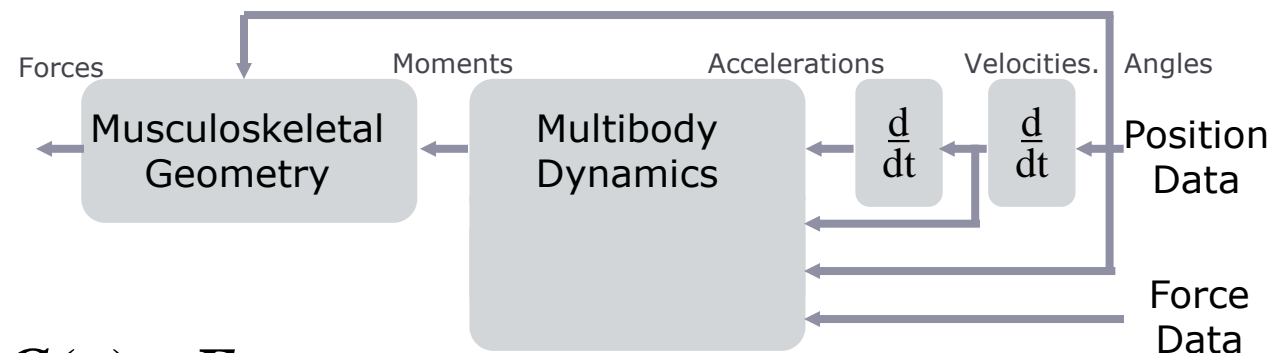 Forces
Moments
Accelerations
Velocities.
Angles
Musculoskeletal
Geometry
Multibody
Dynamics
d
dt
d
dt
Position
Data
Force
Data